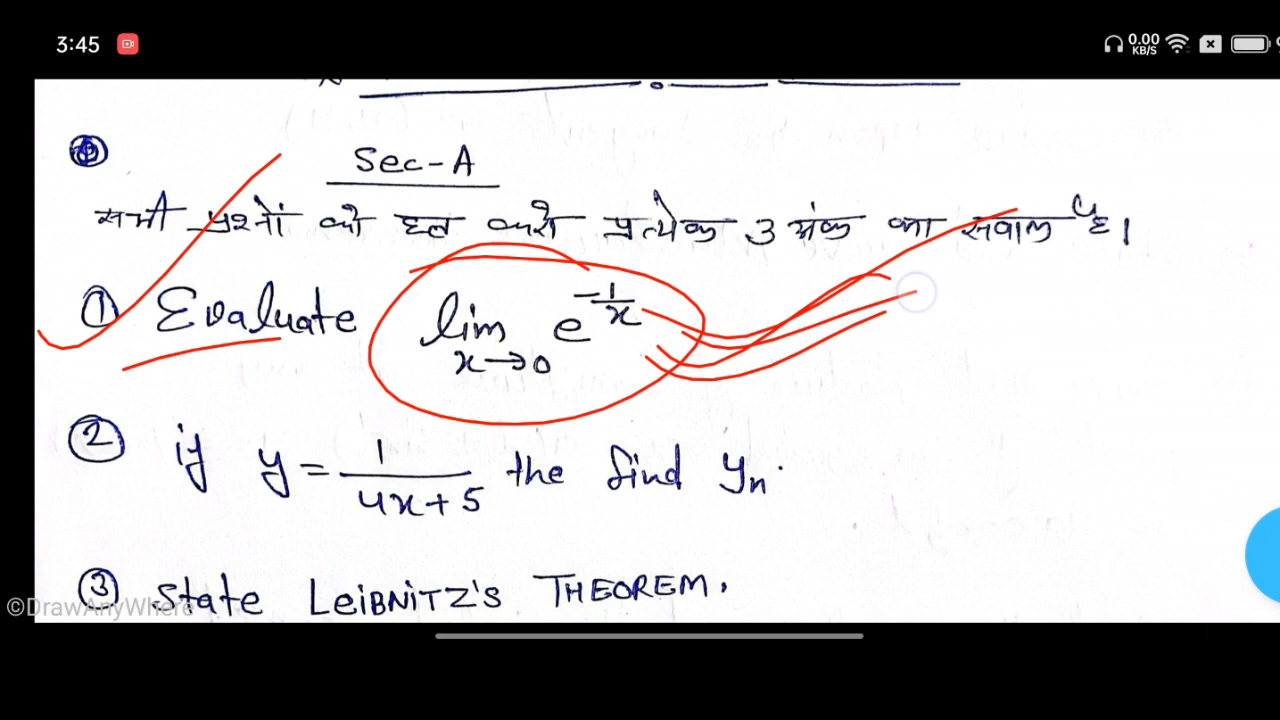 3:45 0.00 KB/S
Sec-A
सभी प्रश्नों को हल करो प्रत्येक 3 अंक का सवाल है।
① Evaluate lim x→0 e^(-1/x)
② if y = 1/(4x+5) the find yn.
③ State LeiBNiTZ'S THEOREM.
©DrawAnyWhere